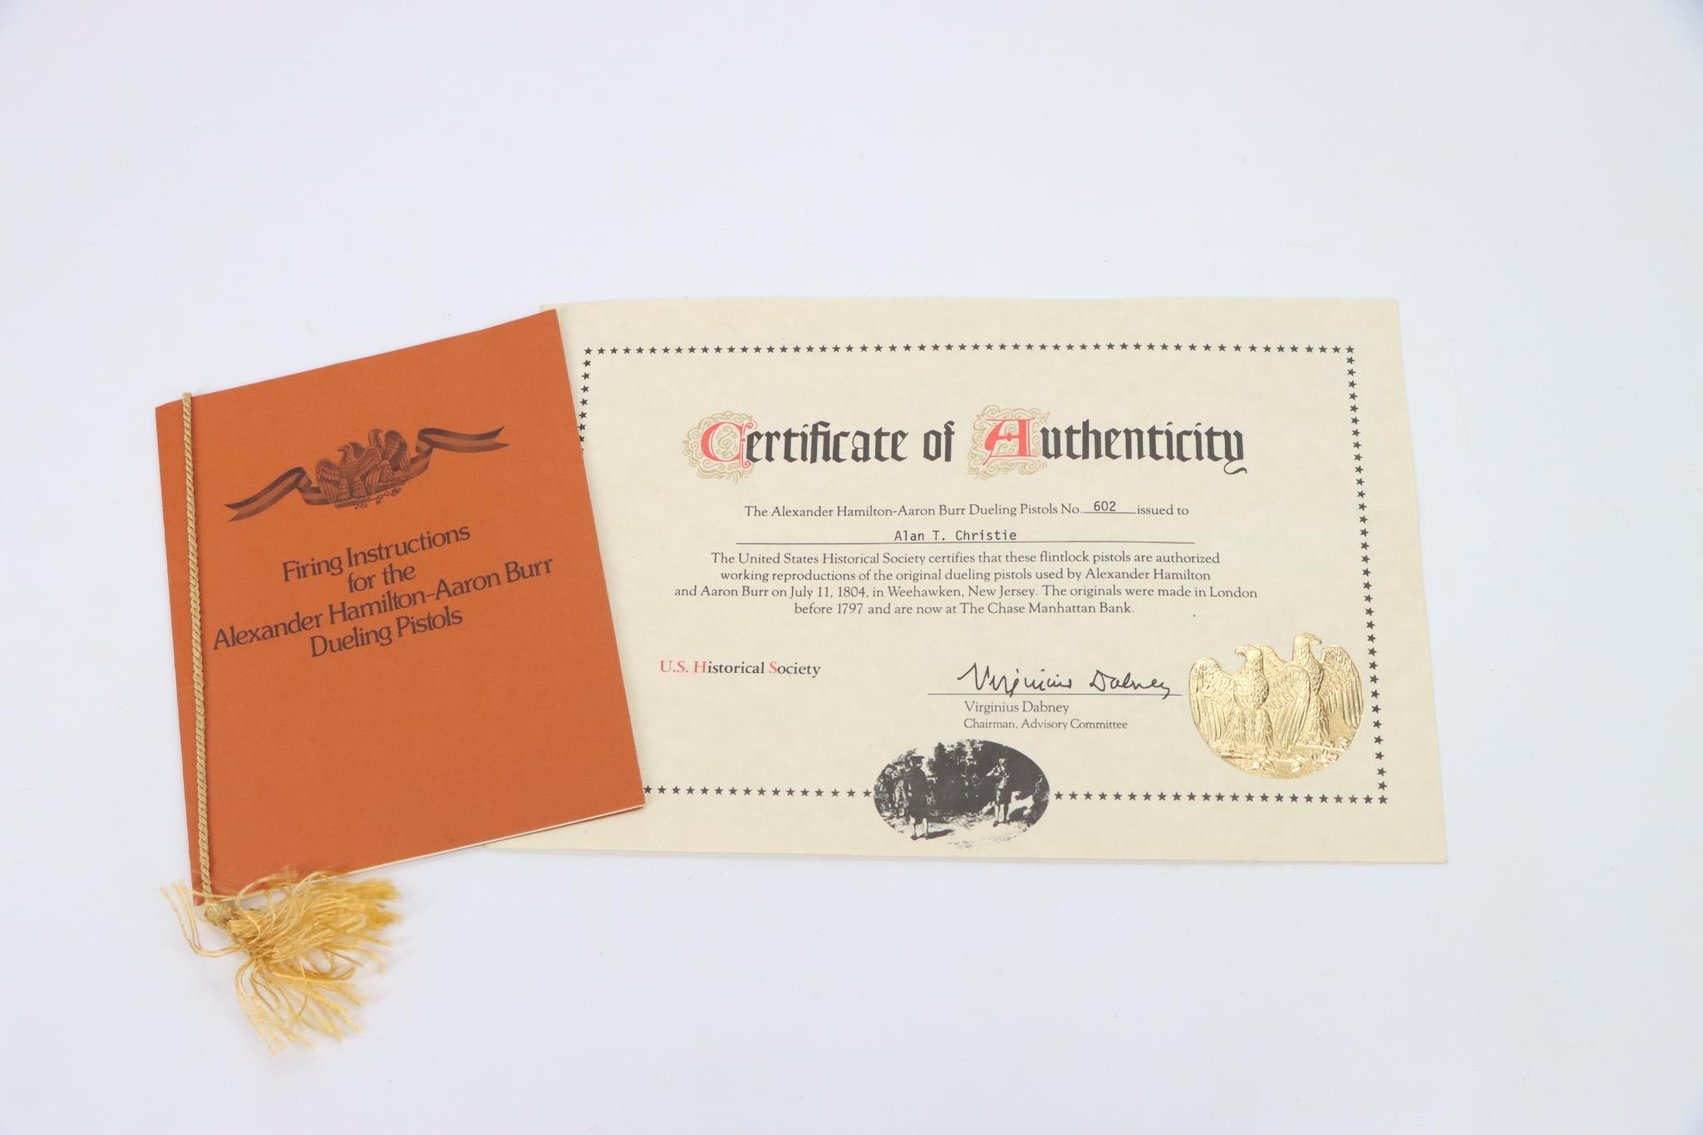 Firing Instructions
for the
Alexander Hamilton-Aaron Burr
Dueling Pistols
Certificate of Authenticity
The Alexander Hamilton-Aaron Burr Dueling Pistols No. 602 issued to
Alan T. Christie
The United States Historical Society certifies that these flintlock pistols are authorized
working reproductions of the original dueling pistols used by Alexander Hamilton
and Aaron Burr on July 11, 1804, in Weehawken, New Jersey. The originals were made in London
before 1797 and are now at The Chase Manhattan Bank.
U.S. Historical Society
Virginius Dabney
Virginius Dabney
Chairman, Advisory Committee